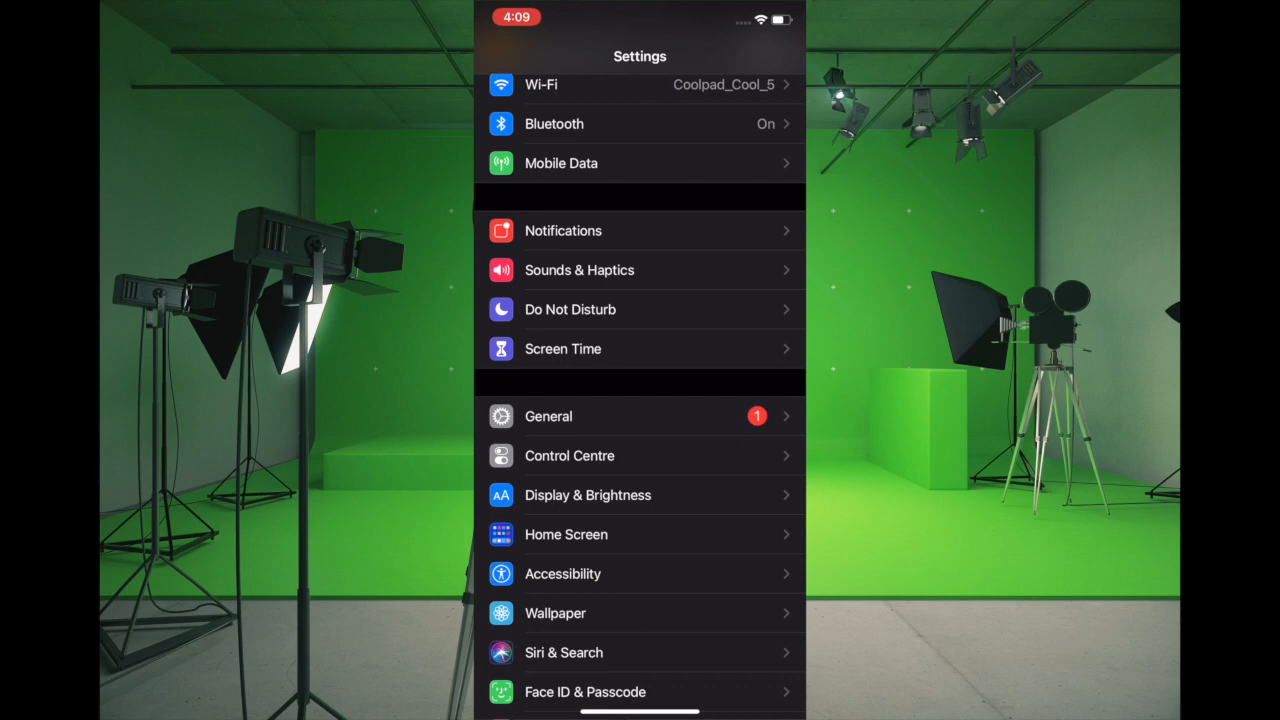 4:09
Settings
Wi-Fi Coolpad_Cool_5
Bluetooth On
Mobile Data
Notifications
Sounds & Haptics
Do Not Disturb
Screen Time
General 1
Control Centre
AA Display & Brightness
Home Screen
Accessibility
Wallpaper
Siri & Search
Face ID & Passcode